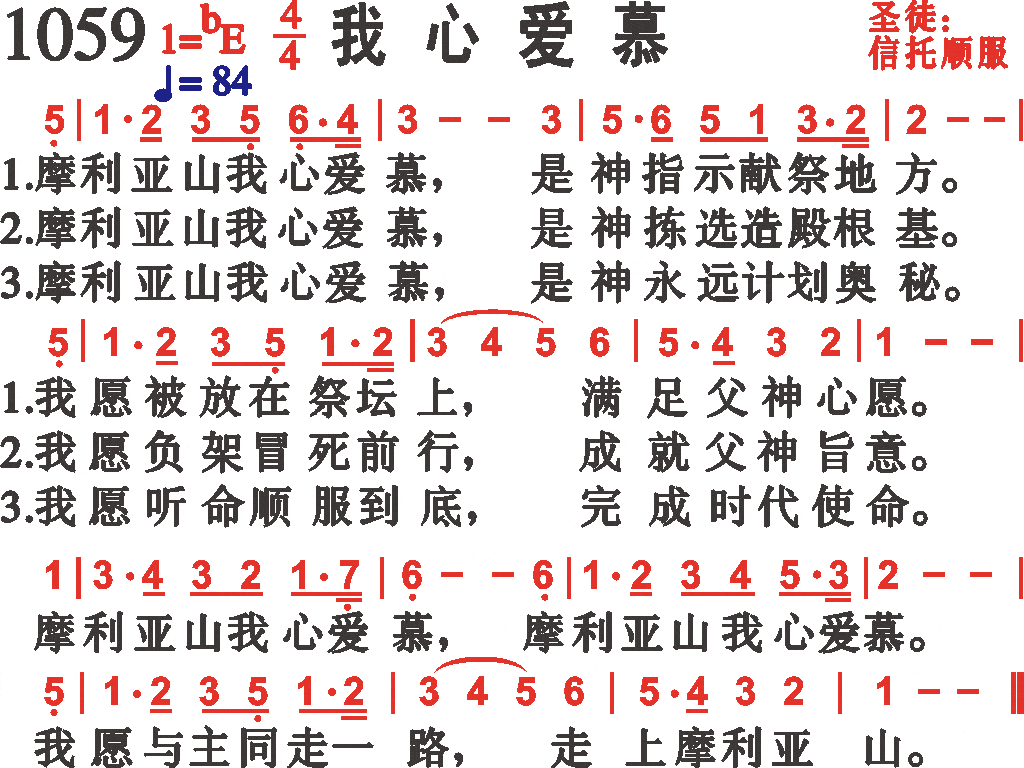 1059 1=bE 4/4 我心爱慕 圣徒:
♩= 84 信托顺服
5 | 1·2 3 5 6·4 | 3 － － 3 | 5·6 5 1 3·2 | 2 － － |
1.摩利亚山我心爱慕， 是神指示献祭地方。
2.摩利亚山我心爱慕， 是神拣选造殿根基。
3.摩利亚山我心爱慕， 是神永远计划奥秘。
5 | 1·2 3 5 1·2 | 3 4 5 6 | 5·4 3 2 | 1 － － |
1.我愿被放在祭坛上， 满足父神心愿。
2.我愿负架冒死前行， 成就父神旨意。
3.我愿听命顺服到底， 完成时代使命。
1 | 3·4 3 2 1·7 | 6 － － 6 | 1·2 3 4 5·3 | 2 － － |
摩利亚山我心爱慕， 摩利亚山我心爱慕。
5 | 1·2 3 5 1·2 | 3 4 5 6 | 5·4 3 2 | 1 － － ‖
我愿与主同走一路， 走上摩利亚山。